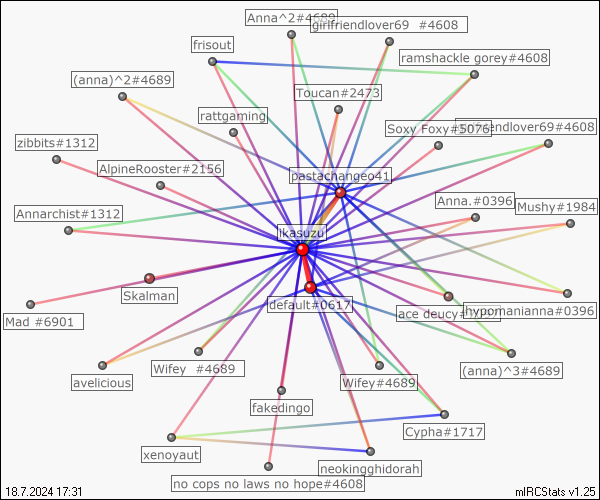 Anna^2#4689
girlfriendlover69 #4608
frisout
ramshackle gorey#4608
(anna)^2#4689
Toucan#2473
rattgaming
Soxy Foxy#5076
endlover69#4608
zibbits#1312
AlpineRooster#2156
pastachangeo41
Annarchist#1312
Anna.#0396
Mushy#1984
ikasuzu
Skalman
default#0617
Mad #6901
ace deucy#
hypomanianna#0396
avelicious
Wifey #4689
Wifey#4689
(anna)^3#4689
fakedingo
Cypha#1717
xenoyaut
neokingghidorah
no cops no laws no hope#4608
18.7.2024 17:31
mIRCStats v1.25